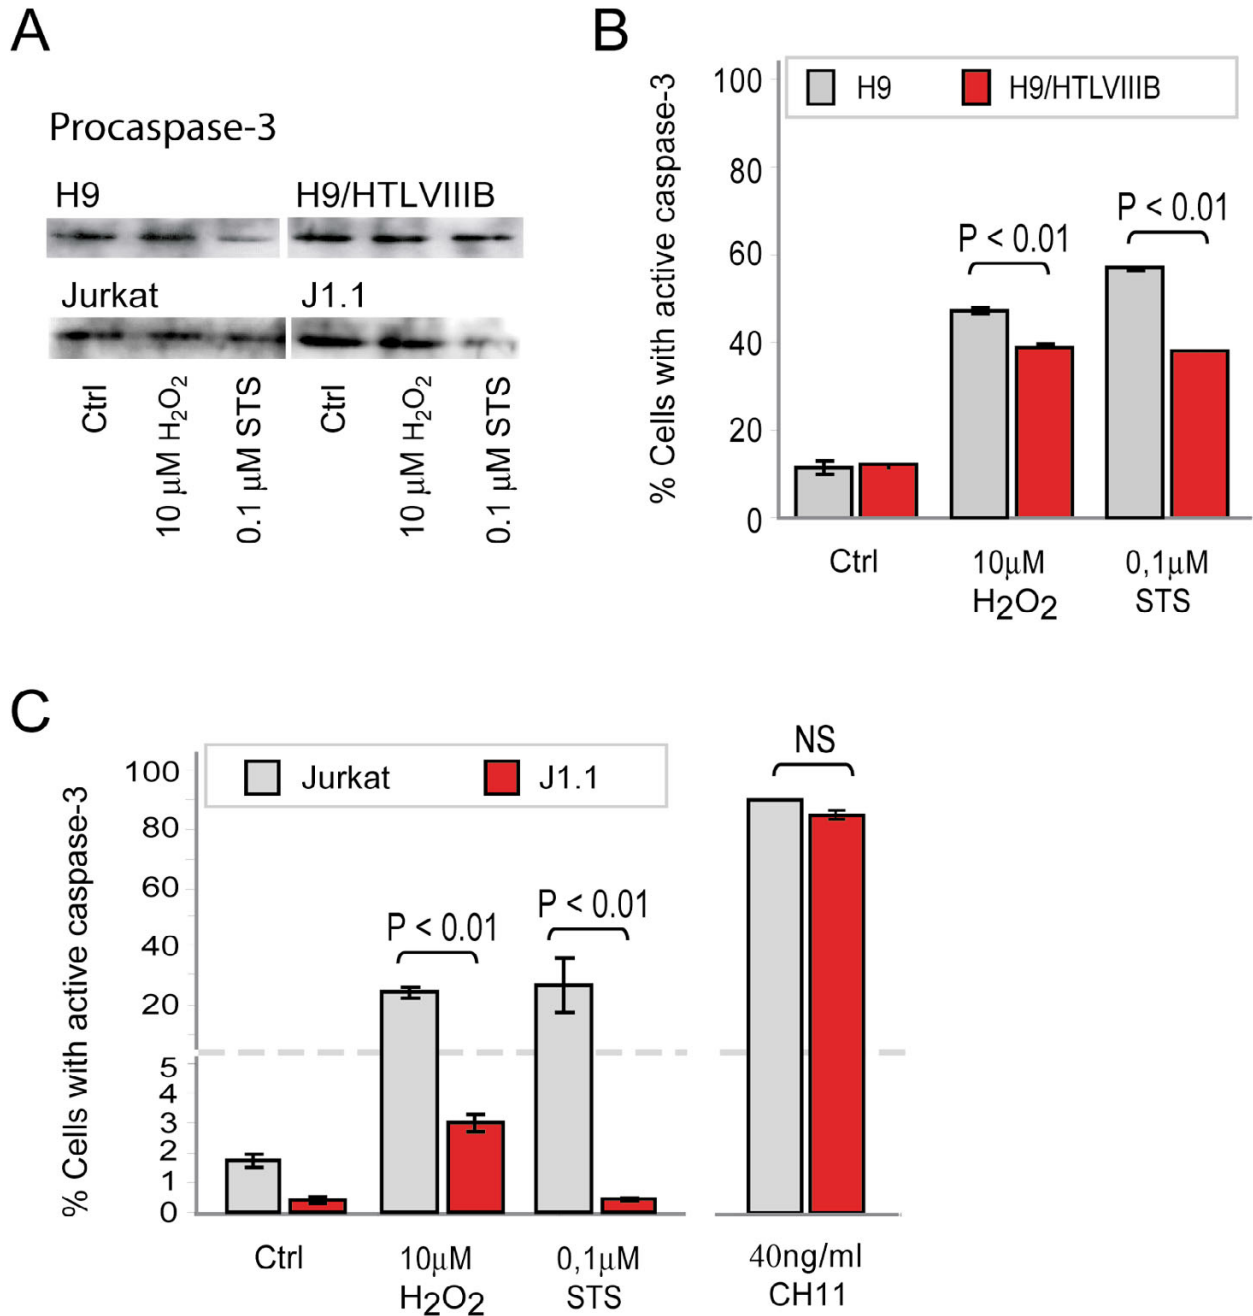 A
Procaspase-3
H9
H9/HTLVIIIB
Jurkat
J1.1
Ctrl
10 μM H₂O₂
0.1 μM STS
Ctrl
10 μM H₂O₂
0.1 μM STS
B
% Cells with active caspase-3
H9
H9/HTLVIIIB
100
80
60
40
20
0
P < 0.01
P < 0.01
Ctrl
10μM
H₂O₂
0,1μM
STS
C
% Cells with active caspase-3
Jurkat
J1.1
100
80
60
40
20
5
4
3
2
1
0
P < 0.01
P < 0.01
NS
Ctrl
10μM
H₂O₂
0,1μM
STS
40ng/ml
CH11